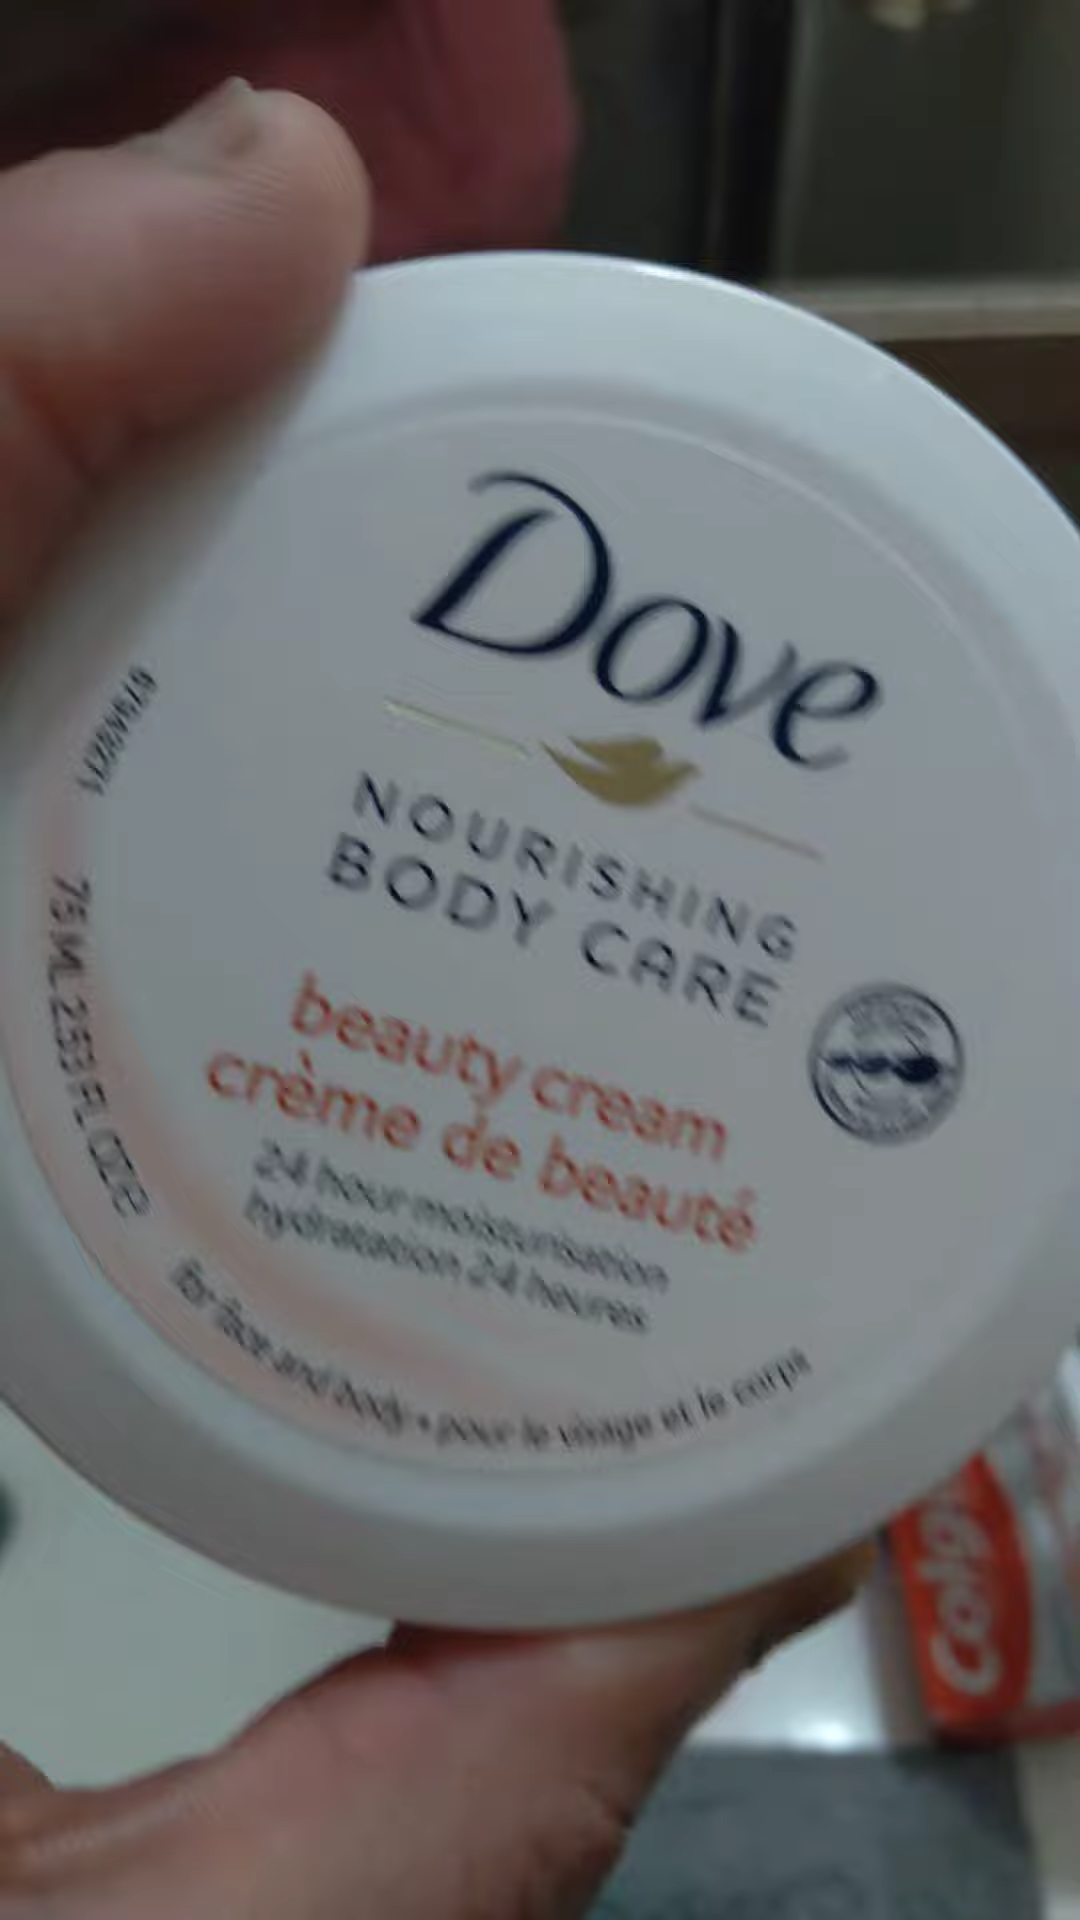 Dove
NOURISHING
BODY CARE
beauty cream
crème de beauté
24 hour moisturisation
hydratation 24 heures
for face and body • pour le visage et le corps
75 ML 2.53 FL OZ
Colg